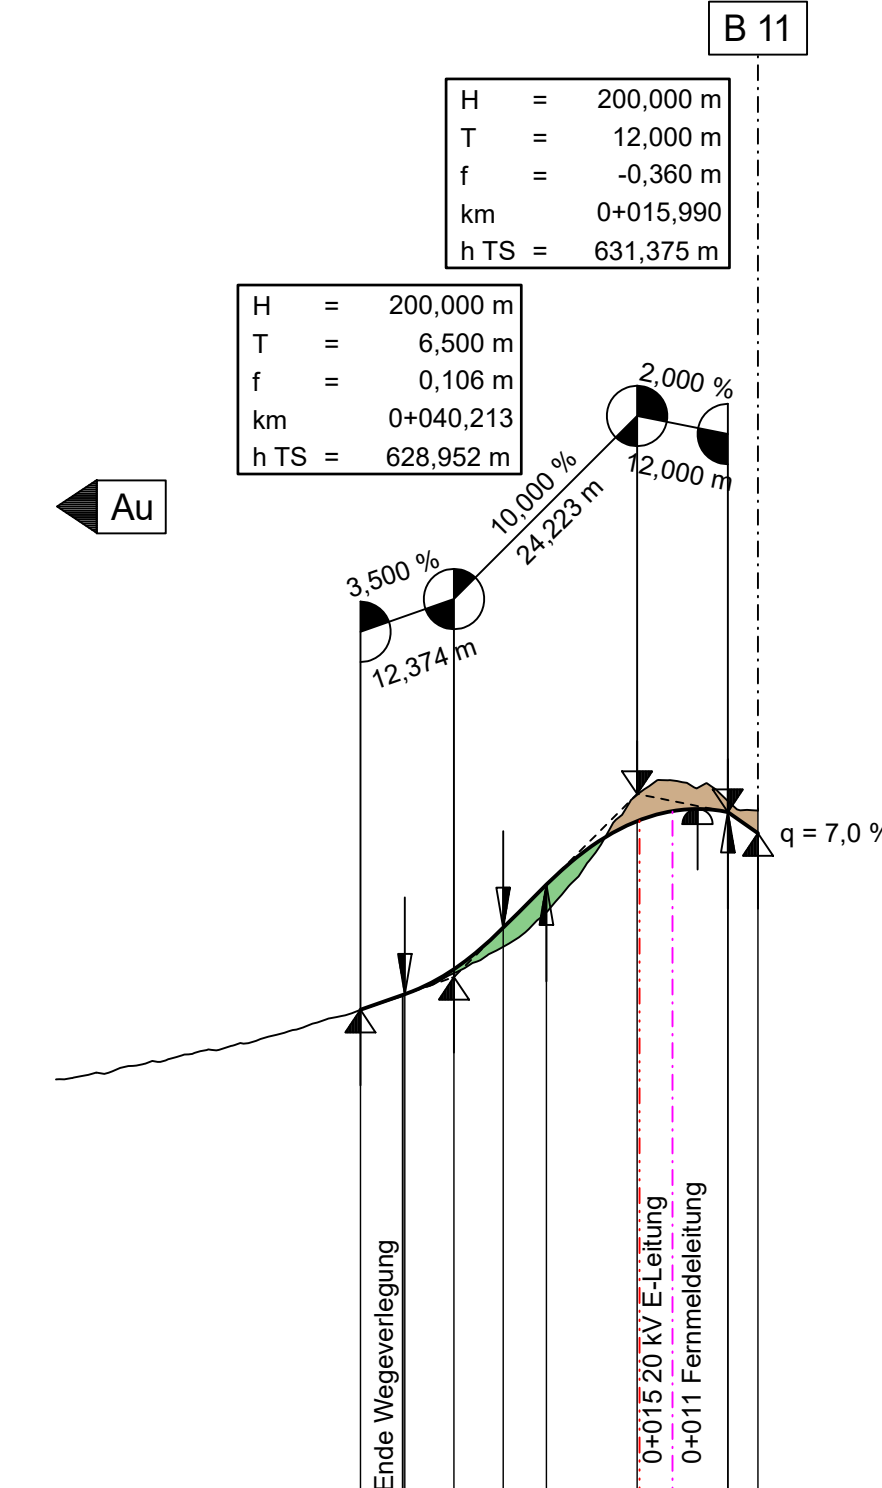 B 11
H = 200,000 m
T = 12,000 m
f = -0,360 m
km 0+015,990
h TS = 631,375 m
H = 200,000 m
T = 6,500 m
f = 0,106 m
km 0+040,213
h TS = 628,952 m
2,000 %
12,000 m
10,000 %
24,223 m
Au
3,500 %
12,374 m
q = 7,0 %
Ende Wegeverlegung
0+015 20 kV E-Leitung
0+011 Fernmeldeleitung